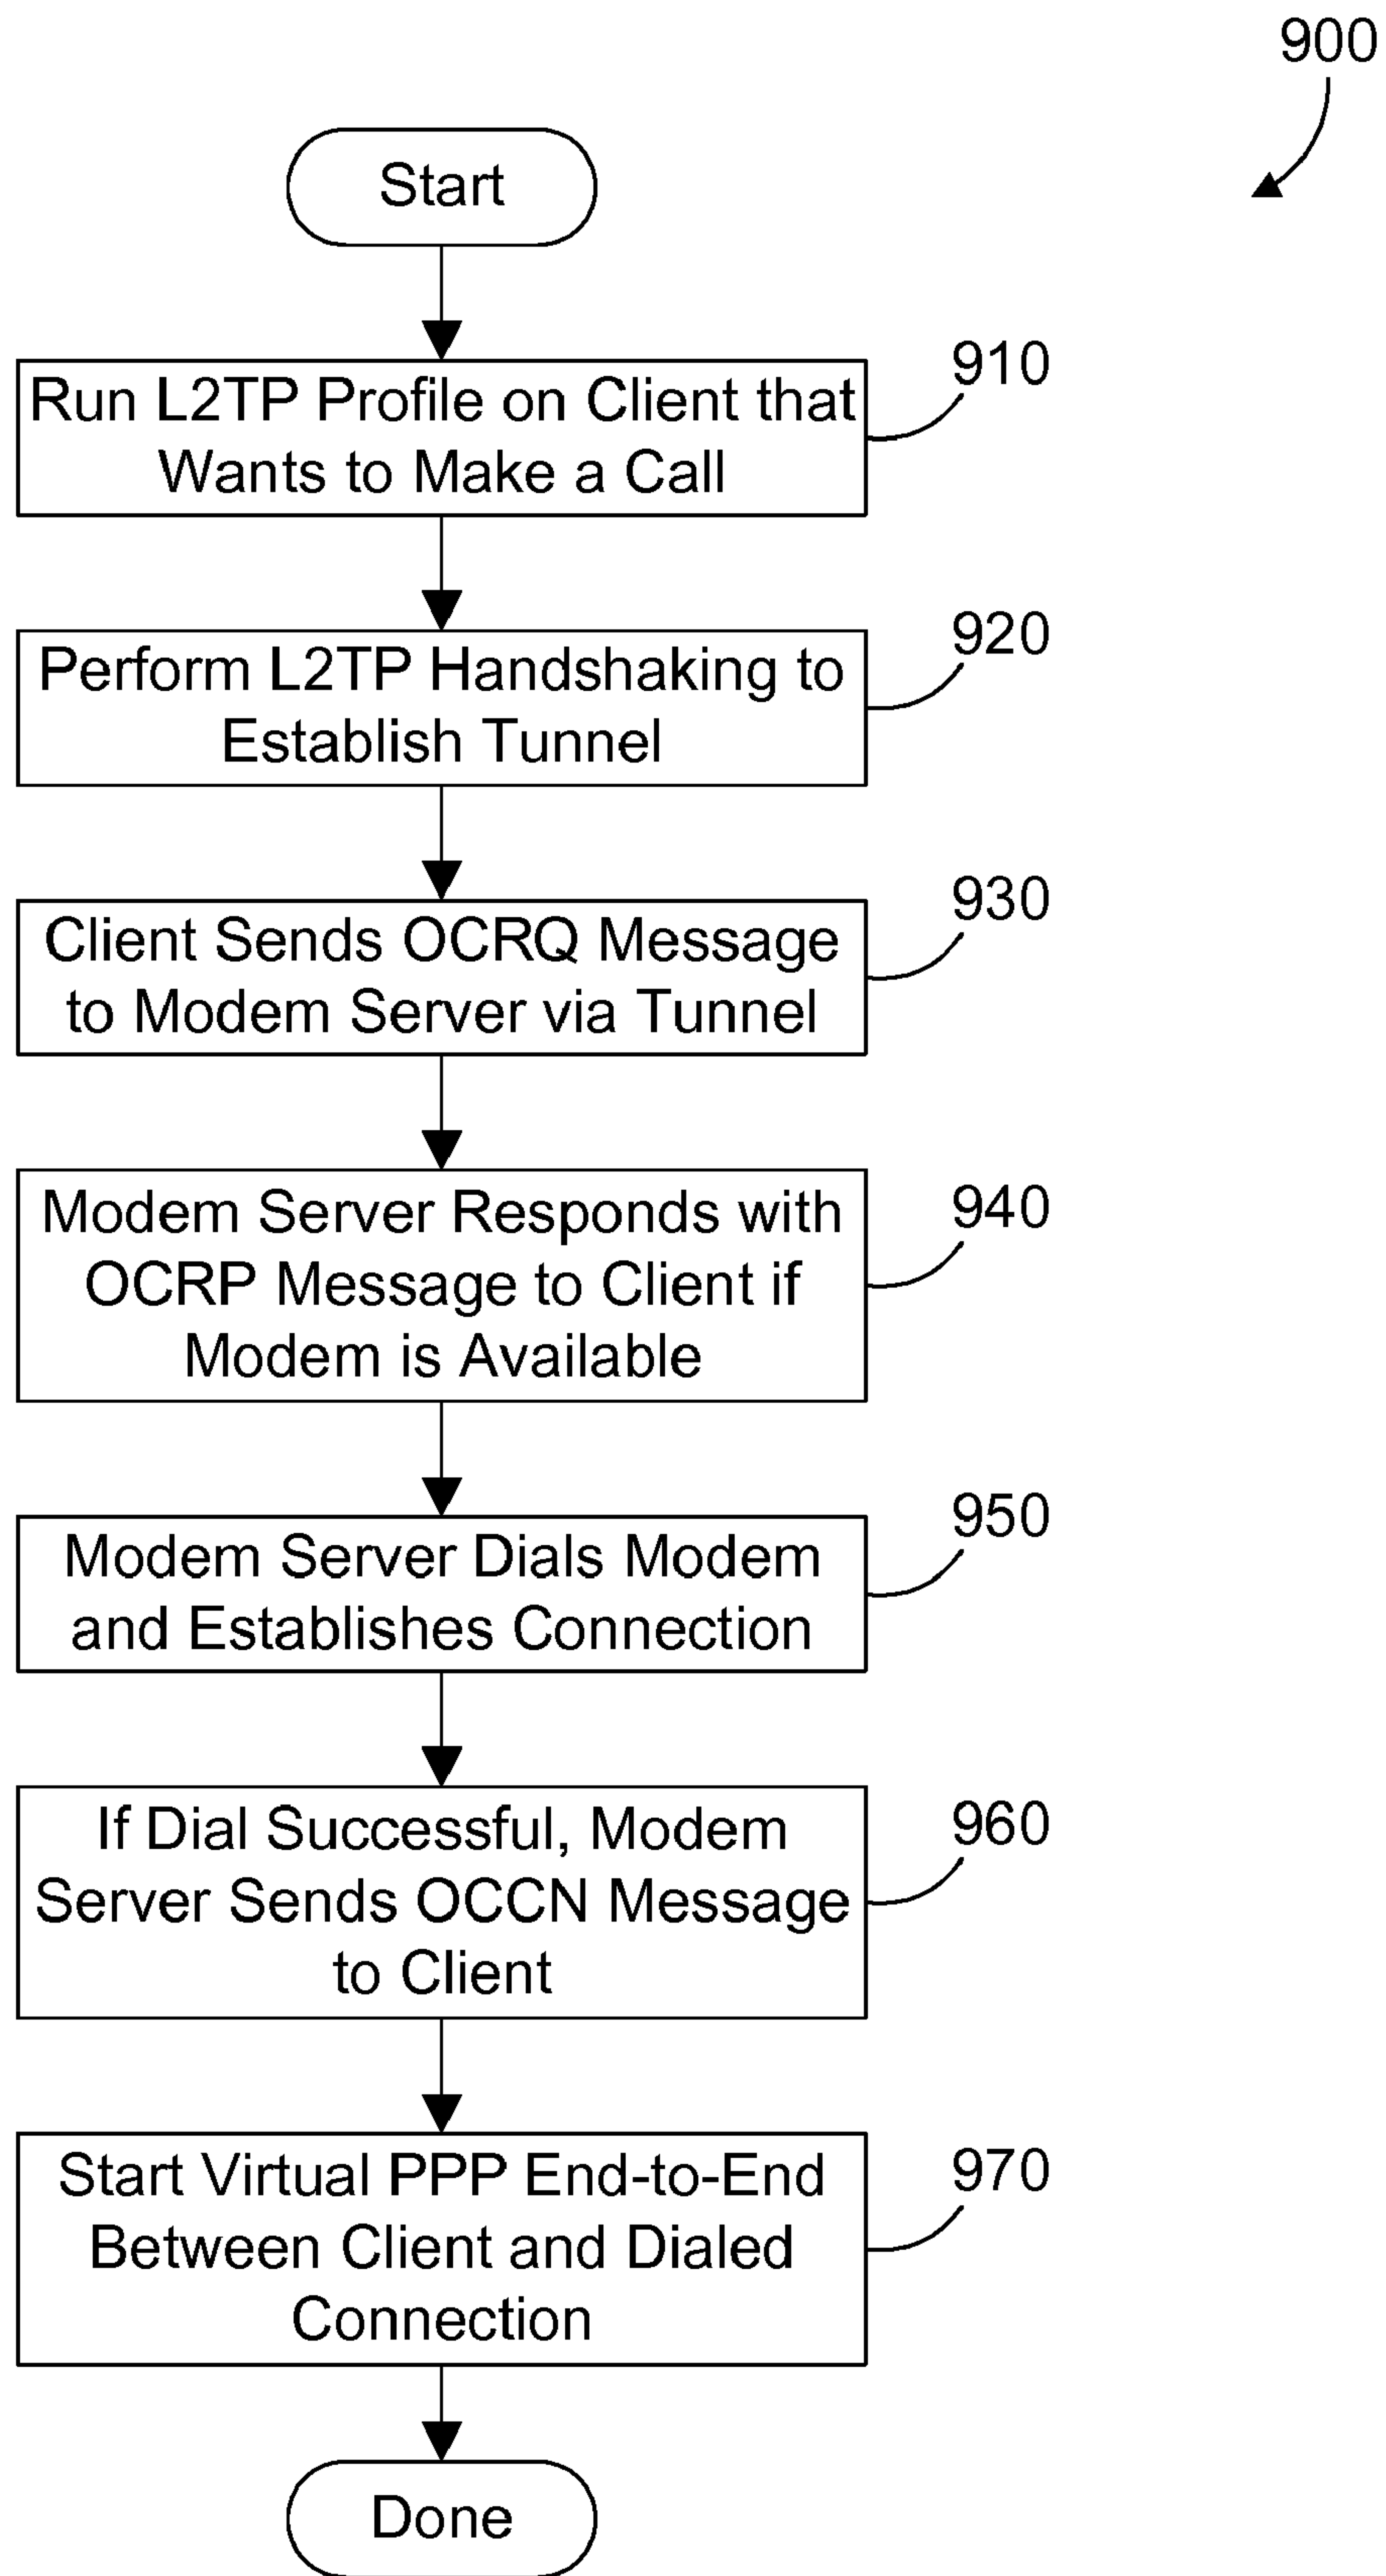 900
Start
Run L2TP Profile on Client that
Wants to Make a Call
910
Perform L2TP Handshaking to
Establish Tunnel
920
Client Sends OCRQ Message
to Modem Server via Tunnel
930
Modem Server Responds with
OCRP Message to Client if
Modem is Available
940
Modem Server Dials Modem
and Establishes Connection
950
If Dial Successful, Modem
Server Sends OCCN Message
to Client
960
Start Virtual PPP End-to-End
Between Client and Dialed
Connection
970
Done